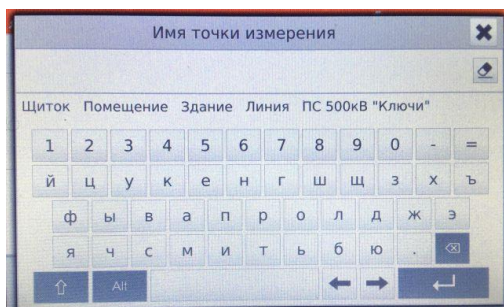 Имя точки измерения
Щиток Помещение Здание Линия ПС 500кВ "Ключи"
1 2 3 4 5 6 7 8 9 0 - =
й ц у к е н г ш щ з х ъ
ф ы в а п р о л д ж э
я ч с м и т ь б ю .
Alt